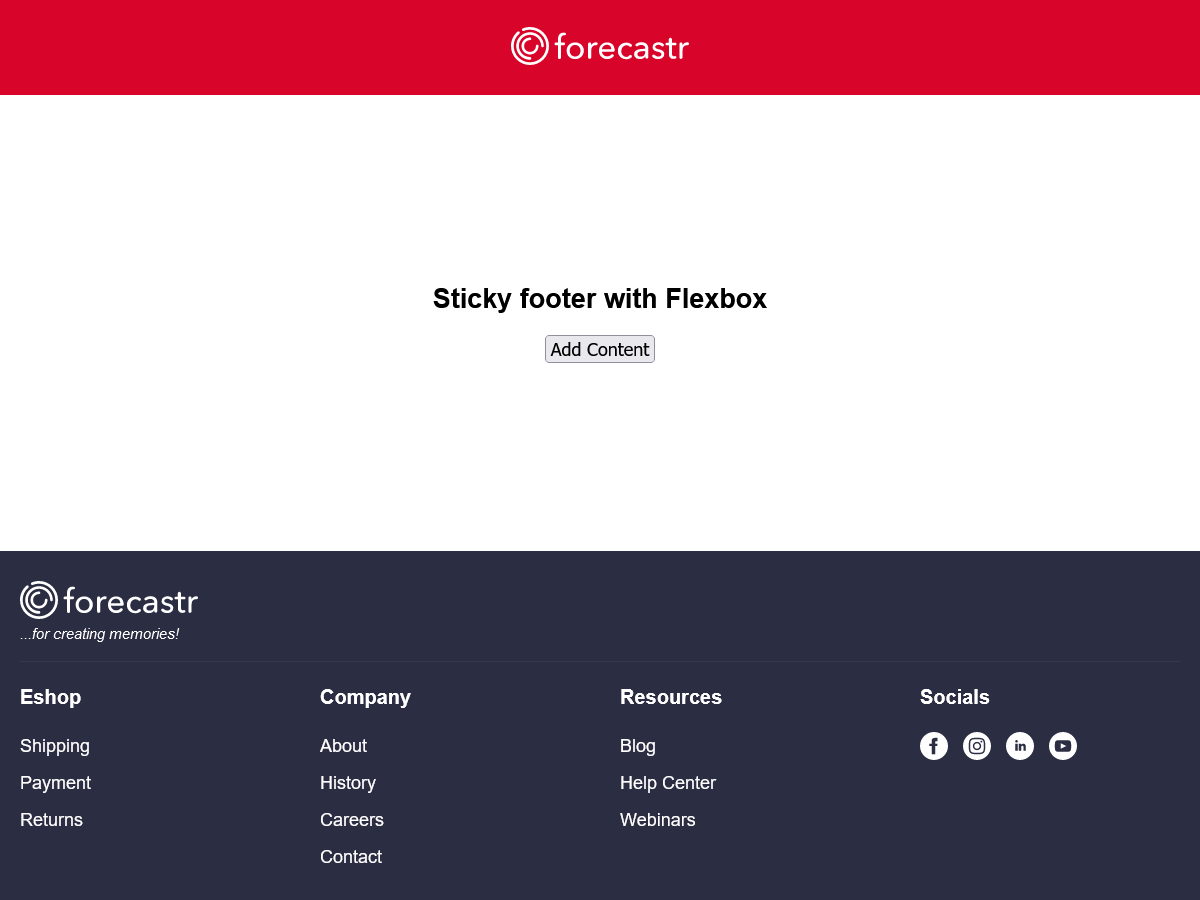 forecastr
Sticky footer with Flexbox
Add Content
forecastr
...for creating memories!
Eshop
Shipping
Payment
Returns
Company
About
History
Careers
Contact
Resources
Blog
Help Center
Webinars
Socials